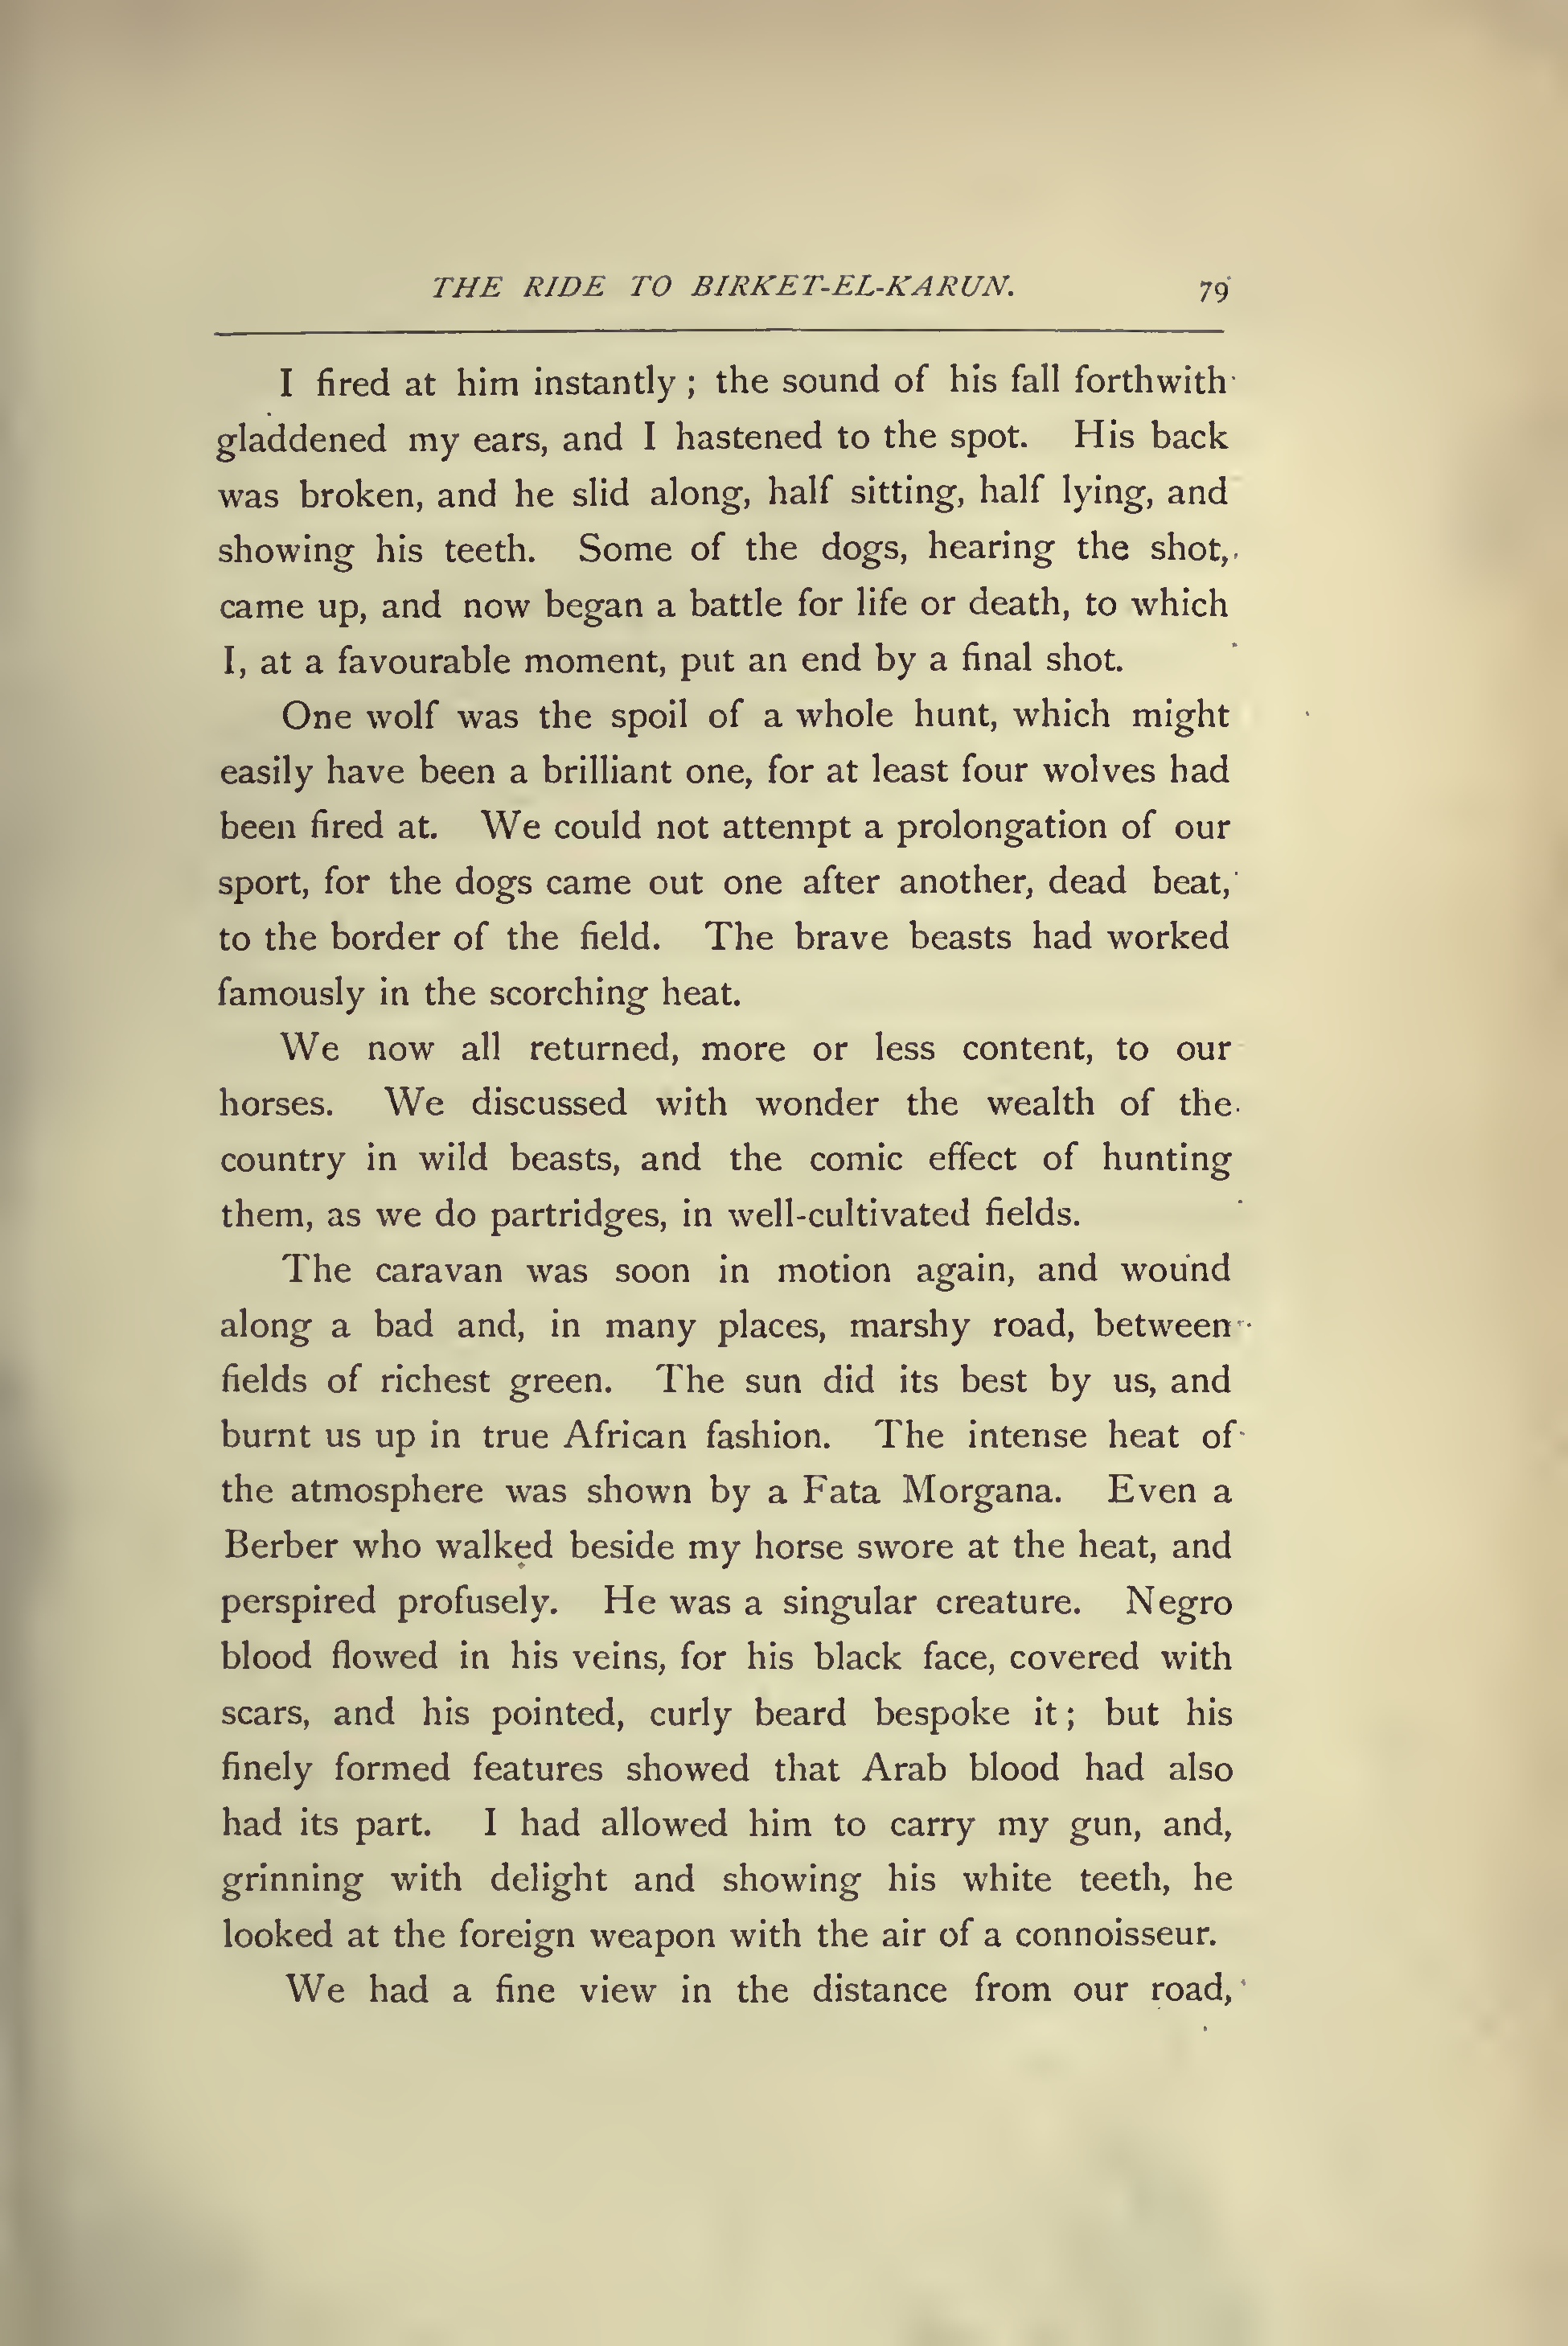 THE RIDE TO BIRKET-EL-KARUN. 79
I fired at him instantly ; the sound of his fall forthwith
gladdened my ears, and I hastened to the spot. His back
was broken, and he slid along, half sitting, half lying, and
showing his teeth. Some of the dogs, hearing the shot,
came up, and now began a battle for life or death, to which
I, at a favourable moment, put an end by a final shot.
One wolf was the spoil of a whole hunt, which might
easily have been a brilliant one, for at least four wolves had
been fired at. We could not attempt a prolongation of our
sport, for the dogs came out one after another, dead beat,
to the border of the field. The brave beasts had worked
famously in the scorching heat.
We now all returned, more or less content, to our
horses. We discussed with wonder the wealth of the
country in wild beasts, and the comic effect of hunting
them, as we do partridges, in well-cultivated fields.
The caravan was soon in motion again, and wound
along a bad and, in many places, marshy road, between
fields of richest green. The sun did its best by us, and
burnt us up in true African fashion. The intense heat of
the atmosphere was shown by a Fata Morgana. Even a
Berber who walked beside my horse swore at the heat, and
perspired profusely. He was a singular creature. Negro
blood flowed in his veins, for his black face, covered with
scars, and his pointed, curly beard bespoke it ; but his
finely formed features showed that Arab blood had also
had its part. I had allowed him to carry my gun, and,
grinning with delight and showing his white teeth, he
looked at the foreign weapon with the air of a connoisseur.
We had a fine view in the distance from our road,